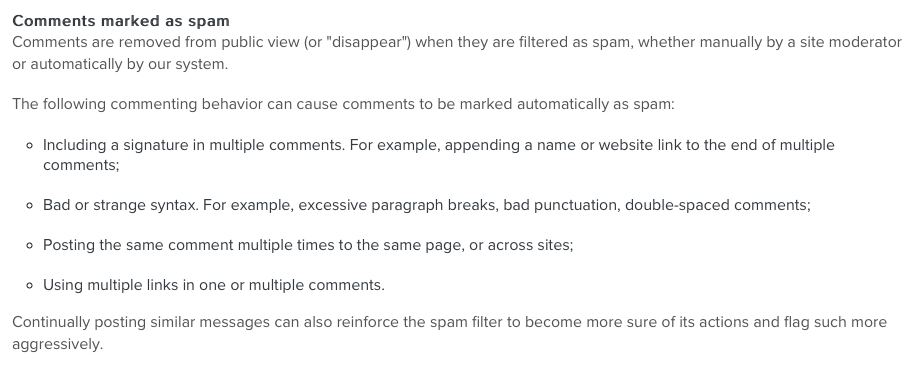 Comments marked as spam
Comments are removed from public view (or "disappear") when they are filtered as spam, whether manually by a site moderator
or automatically by our system.
The following commenting behavior can cause comments to be marked automatically as spam:
Including a signature in multiple comments. For example, appending a name or website link to the end of multiple
comments;
Bad or strange syntax. For example, excessive paragraph breaks, bad punctuation, double-spaced comments;
Posting the same comment multiple times to the same page, or across sites;
Using multiple links in one or multiple comments.
Continually posting similar messages can also reinforce the spam filter to become more sure of its actions and flag such more
aggressively.